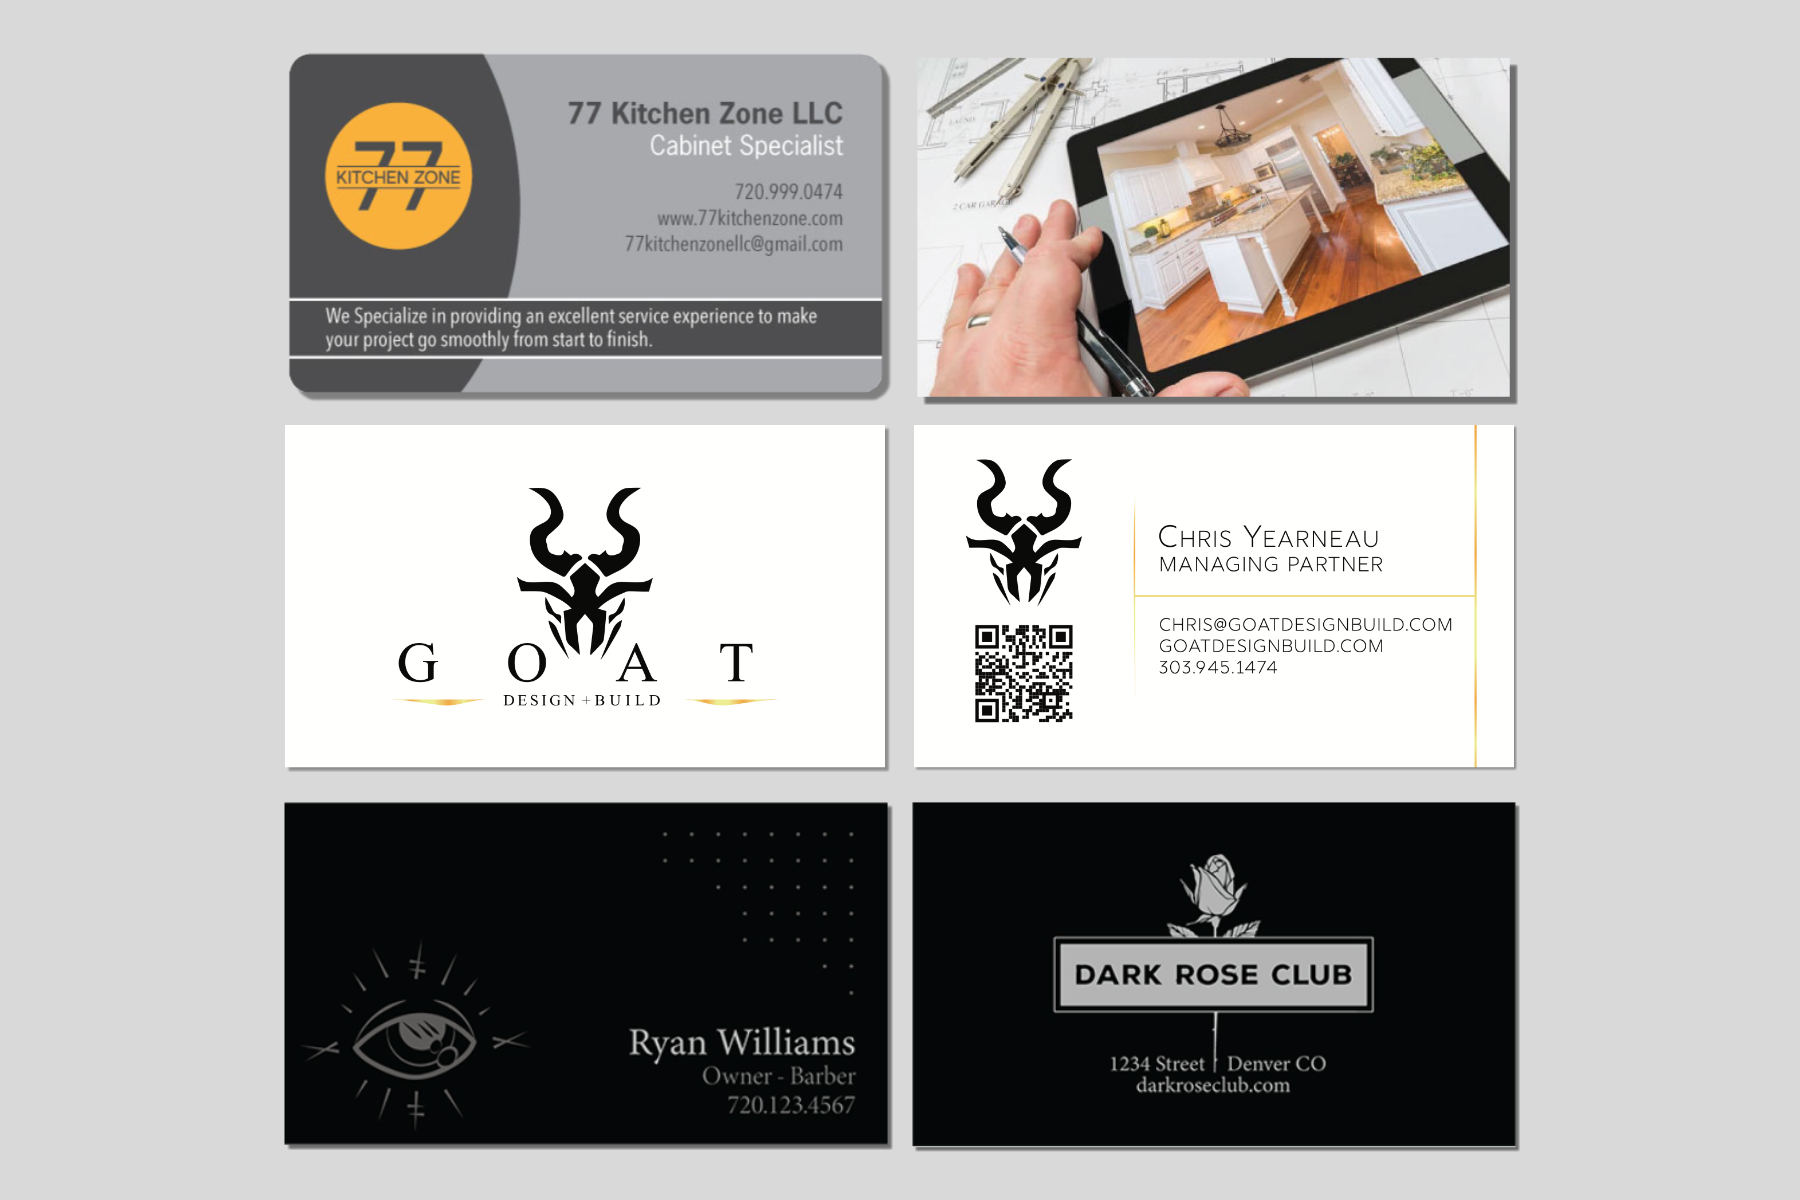 77
KITCHEN ZONE
77 Kitchen Zone LLC
Cabinet Specialist
720.999.0474
www.77kitchenzone.com
77kitchenzonellc@gmail.com
We Specialize in providing an excellent service experience to make
your project go smoothly from start to finish.
2 CAR GARAGE
G O A T
DESIGN+BUILD
CHRIS YEARNEAU
MANAGING PARTNER
CHRIS@GOATDESIGNBUILD.COM
GOATDESIGNBUILD.COM
303.945.1474
Ryan Williams
Owner - Barber
720.123.4567
DARK ROSE CLUB
1234 Street Denver CO
darkroseclub.com